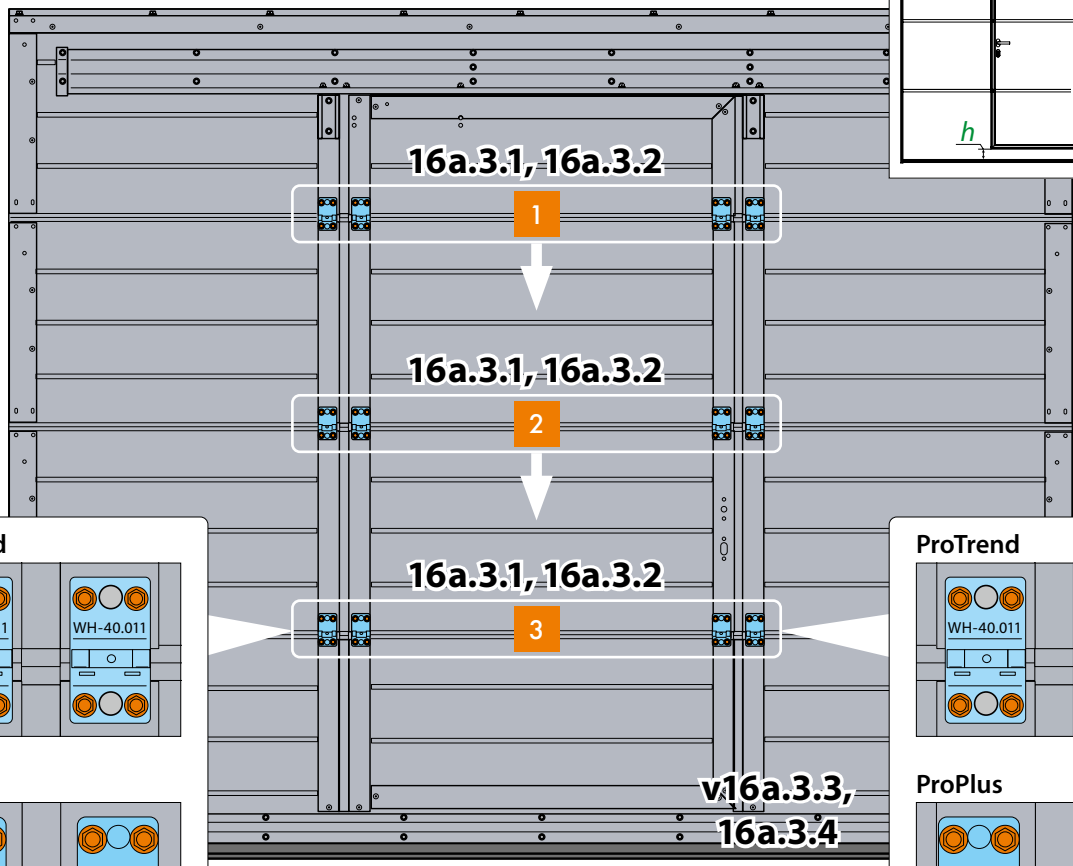 h
16a.3.1, 16a.3.2
1
16a.3.1, 16a.3.2
2
16a.3.1, 16a.3.2
3
WH-40.011
ProTrend
WH-40.011
v16a.3.3,
16a.3.4
ProPlus